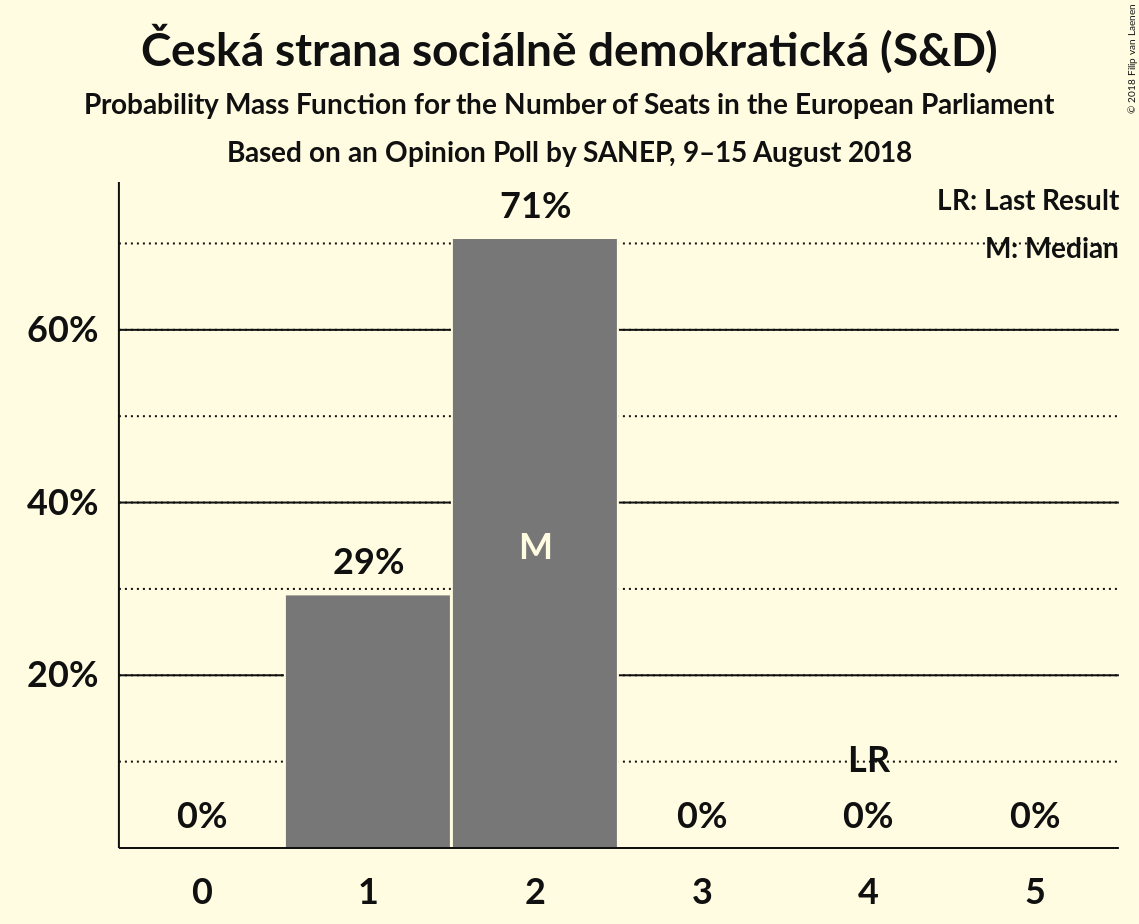 Česká strana sociálně demokratická (S&D)
Probability Mass Function for the Number of Seats in the European Parliament
Based on an Opinion Poll by SANEP, 9–15 August 2018
© 2018 Filip van Laenen
LR: Last Result
M: Median
71%
60%
40%
29%
M
20%
LR
0%
0%
0%
0%
0 1 2 3 4 5